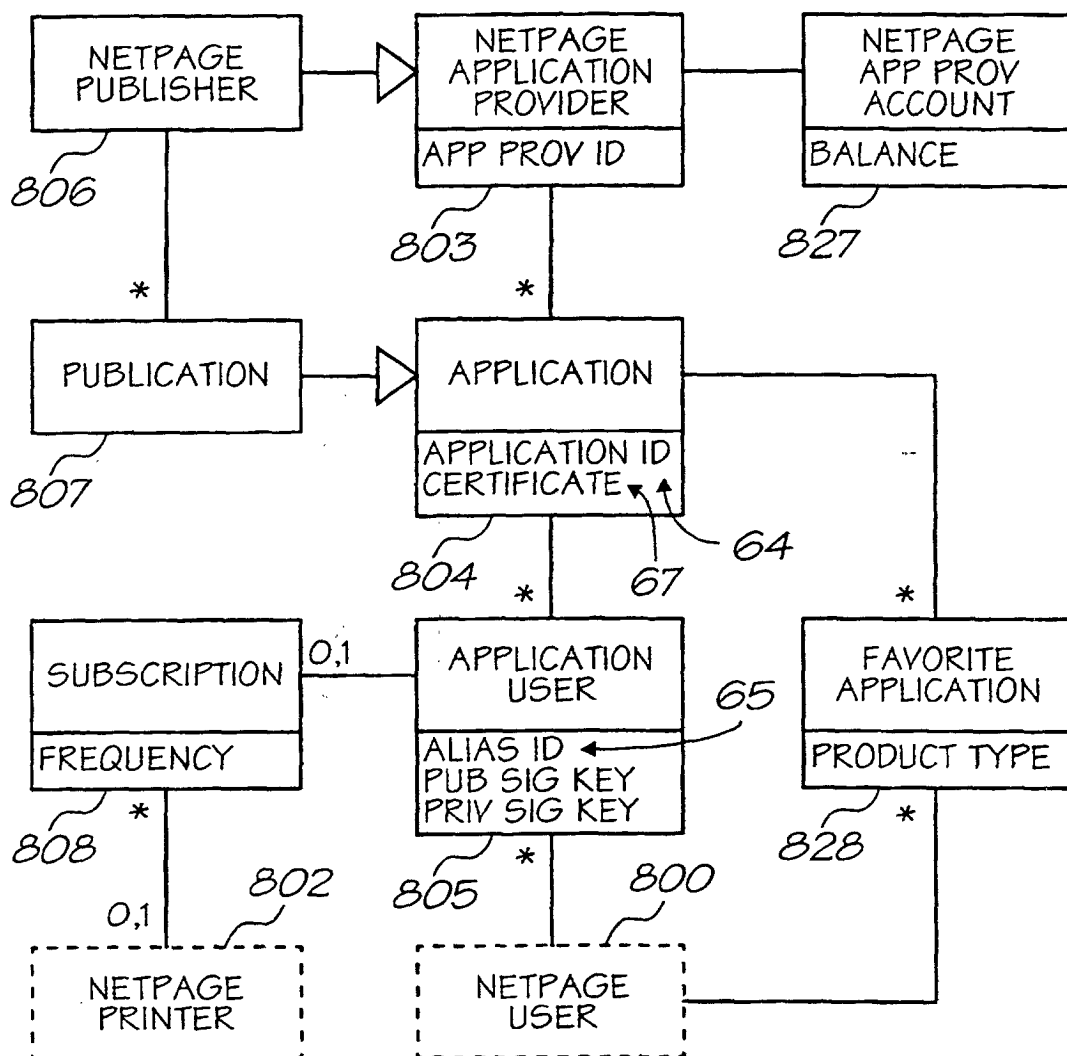 NETPAGE
PUBLISHER
806
NETPAGE
APPLICATION
PROVIDER
APP PROV ID
803
NETPAGE
APP PROV
ACCOUNT
BALANCE
827
*
*
PUBLICATION
807
APPLICATION
APPLICATION ID
CERTIFICATE
804
67
64
*
*
SUBSCRIPTION
0,1
FREQUENCY
808
*
APPLICATION
USER
65
ALIAS ID
PUB SIG KEY
PRIV SIG KEY
805
*
FAVORITE
APPLICATION
PRODUCT TYPE
828
*
802
0,1
NETPAGE
PRINTER
800
NETPAGE
USER